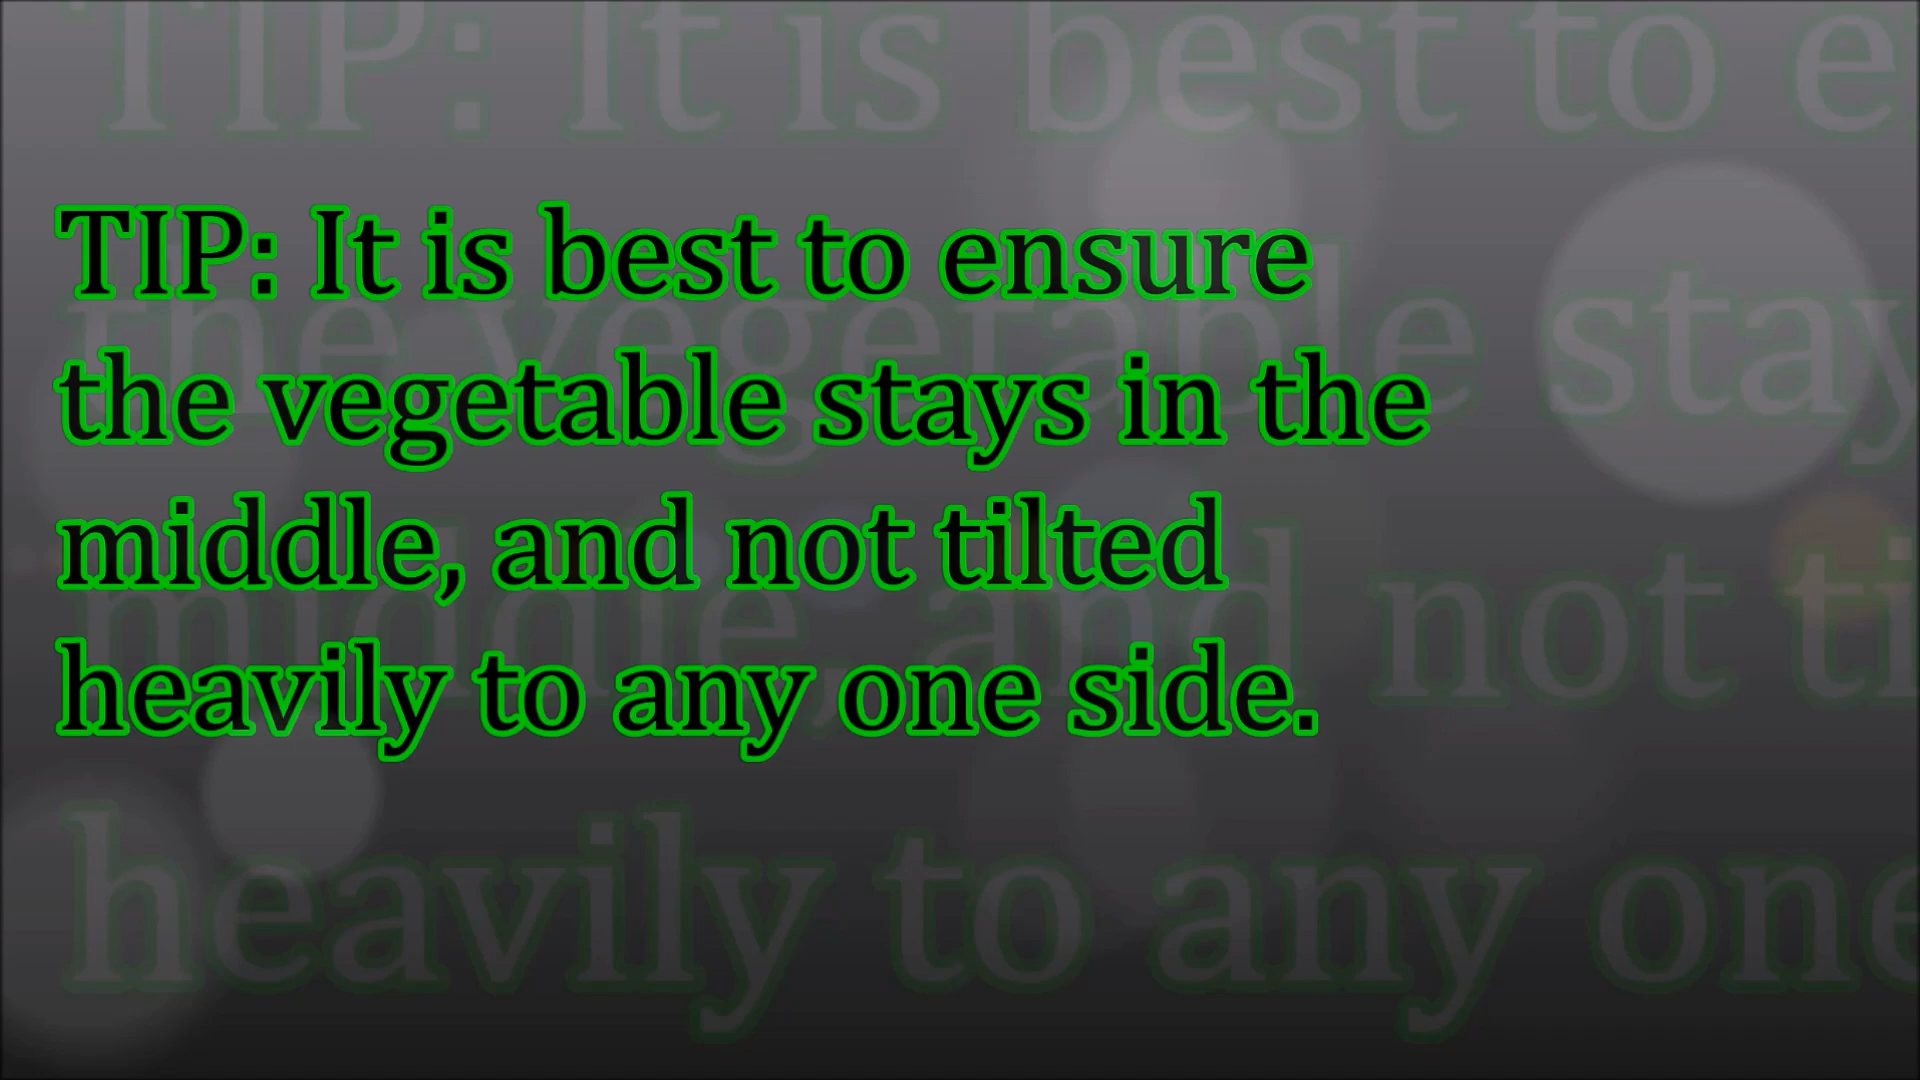 TIP: It is best to ensure
the vegetable stays in the
middle, and not tilted
heavily to any one side.